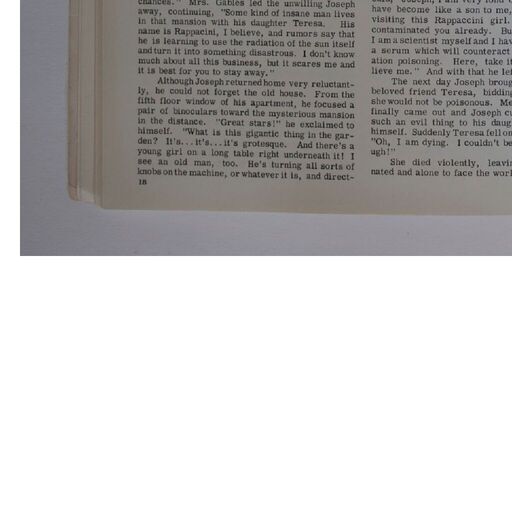 chances." Mrs. Gables led the unwilling Joseph
away, continuing, "Some kind of insane man lives
in that mansion with his daughter Teresa. His
name is Rappacini, I believe, and rumors say that
he is learning to use the radiation of the sun itself
and turn it into something disastrous. I don't know
much about all this business, but it scares me and
it is best for you to stay away."
Although Joseph returned home very reluctant-
ly, he could not forget the old house. From the
fifth floor window of his apartment, he focused a
pair of binoculars toward the mysterious mansion
in the distance. "Great stars!" he exclaimed to
himself. "What is this gigantic thing in the gar-
den? It's...it's...it's grotesque. And there's a
young girl on a long table right underneath it! I
see an old man, too. He's turning all sorts of
knobs on the machine, or whatever it is, and direct-
18
have become like a son to me,
visiting this Rappaccini girl.
contaminated you already. Bu
I am a scientist myself and I hav
a serum which will counteract
ation poisoning. Here, take it
lieve me." And with that he lef
The next day Joseph broug
beloved friend Teresa, bidding
she would not be poisonous. Me
finally came out and Joseph cu
such an evil thing to his daug
himself. Suddenly Teresa fell on
"Oh, I am dying. I couldn't be
ugh!"
She died violently, leavin
nated and alone to face the worl